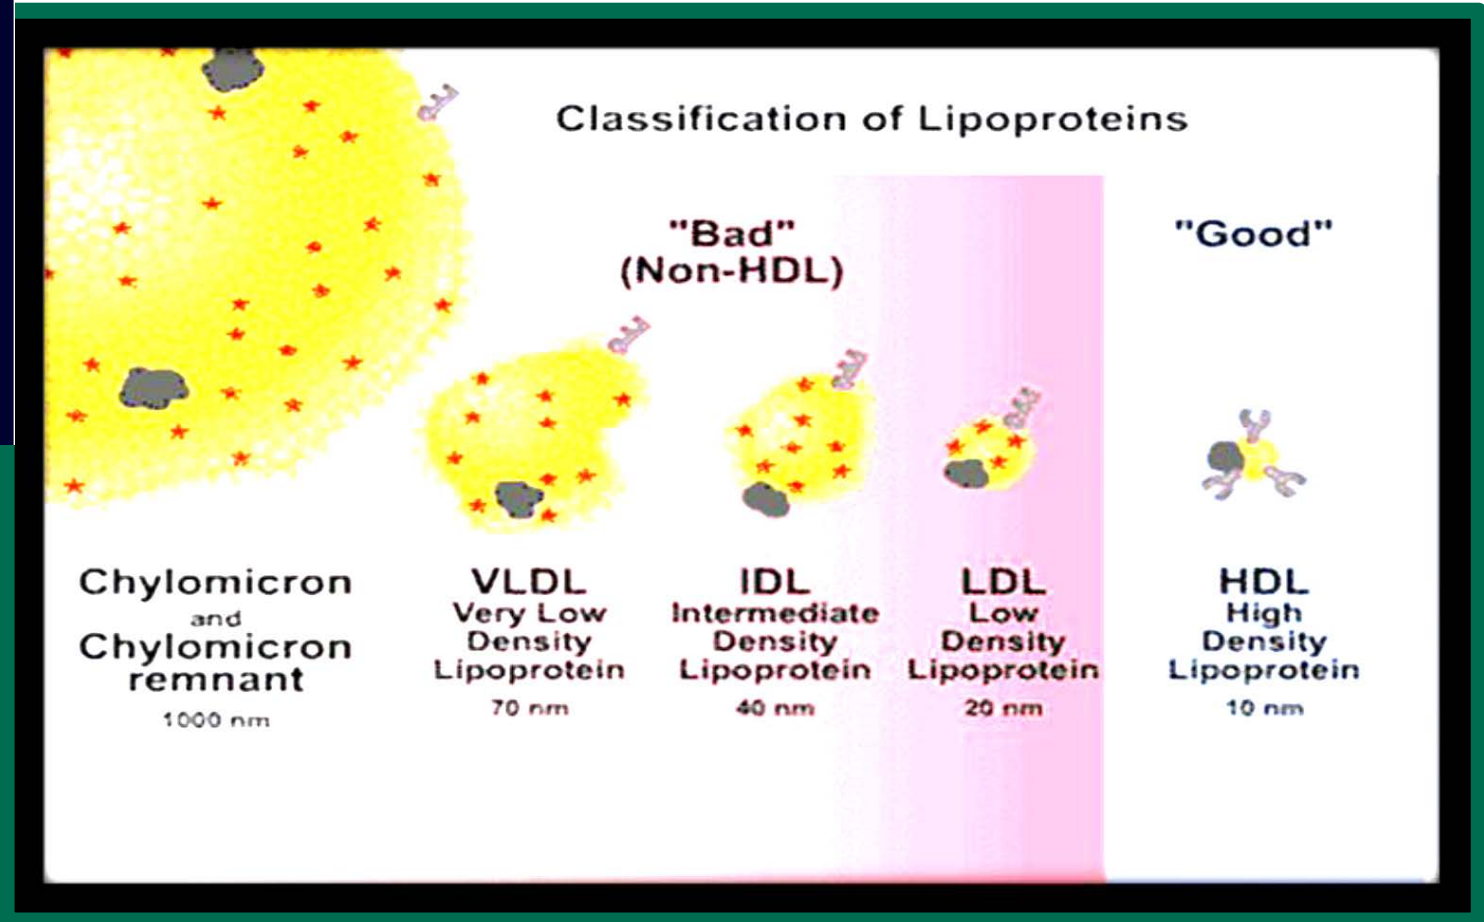 Classification of Lipoproteins
"Bad"
(Non-HDL)
"Good"
Chylomicron
and
Chylomicron
remnant
1000 nm
VLDL
Very Low
Density
Lipoprotein
70 nm
IDL
Intermediate
Density
Lipoprotein
40 nm
LDL
Low
Density
Lipoprotein
20 nm
HDL
High
Density
Lipoprotein
10 nm